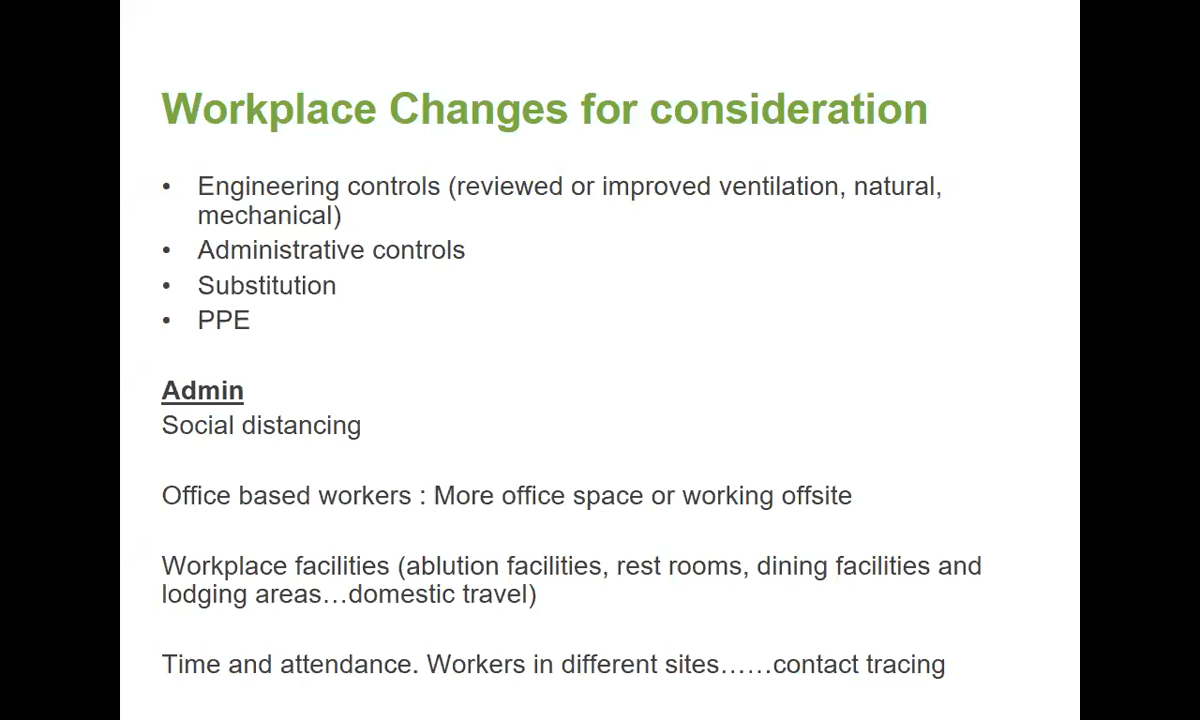 Workplace Changes for consideration
• Engineering controls (reviewed or improved ventilation, natural,
mechanical)
• Administrative controls
• Substitution
• PPE
Admin
Social distancing
Office based workers : More office space or working offsite
Workplace facilities (ablution facilities, rest rooms, dining facilities and
lodging areas…domestic travel)
Time and attendance. Workers in different sites……contact tracing